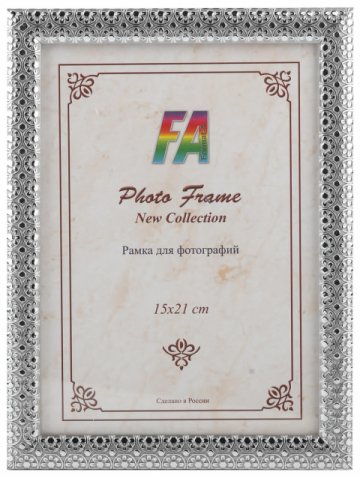 FA
Photo Frame
New Collection
Рамка для фотографий
15x21 cm
Сделано в России